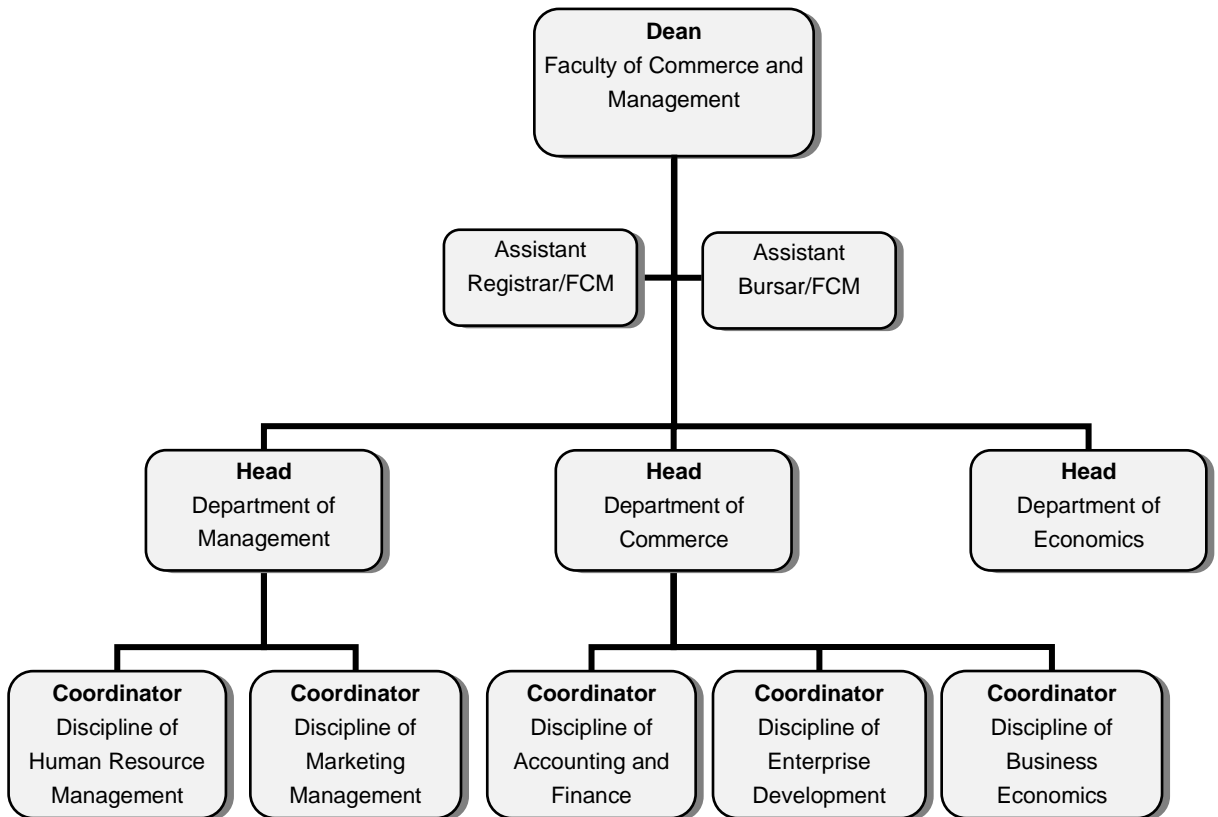 Dean
Faculty of Commerce and
Management
Assistant
Registrar/FCM
Assistant
Bursar/FCM
Head
Department of
Management
Head
Department of
Commerce
Head
Department of
Economics
Coordinator
Discipline of
Human Resource
Management
Coordinator
Discipline of
Marketing
Management
Coordinator
Discipline of
Accounting and
Finance
Coordinator
Discipline of
Enterprise
Development
Coordinator
Discipline of
Business
Economics